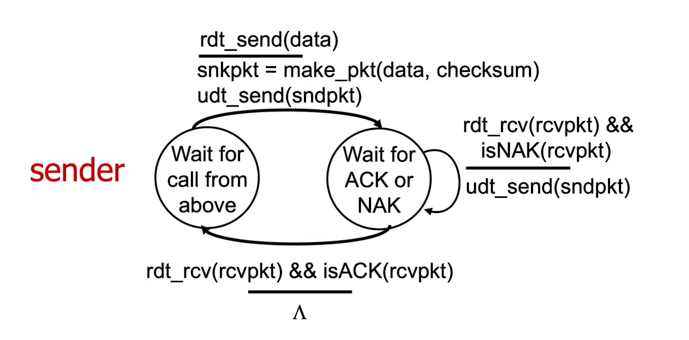 rdt_send(data)
snkpkt = make_pkt(data, checksum)
udt_send(sndpkt)
sender
Wait for
call from
above
Wait for
ACK or
NAK
rdt_rcv(rcvpkt) &&
isNAK(rcvpkt)
udt_send(sndpkt)
rdt_rcv(rcvpkt) && isACK(rcvpkt)
Λ